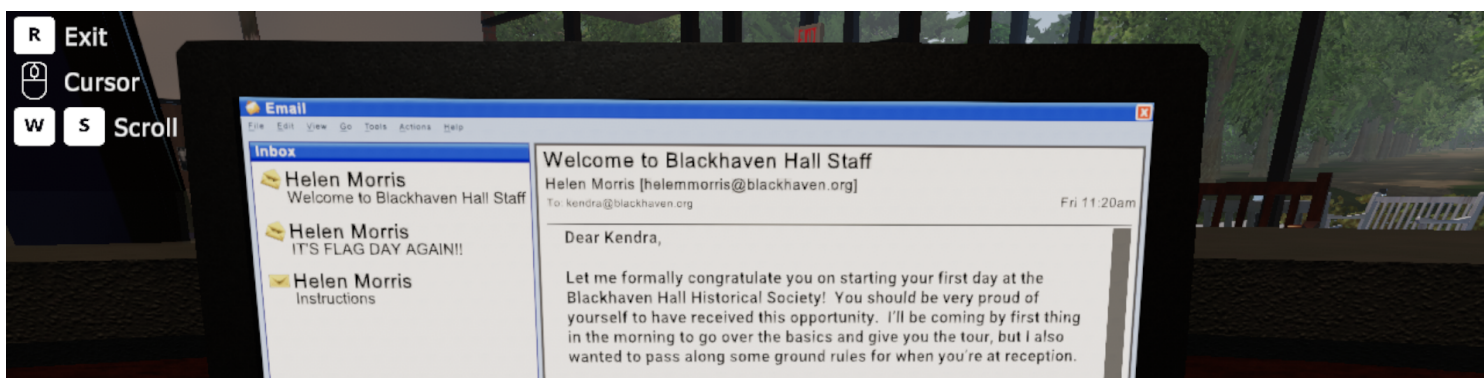 R Exit
Cursor
W S Scroll
Email
File Edit View Go Tools Actions Help
Inbox
Helen Morris
Welcome to Blackhaven Hall Staff
Helen Morris
IT'S FLAG DAY AGAIN!!
Helen Morris
Instructions
Welcome to Blackhaven Hall Staff
Helen Morris [helemmorris@blackhaven.org]
To: kendra@blackhaven.org
Fri 11:20am
Dear Kendra,
Let me formally congratulate you on starting your first day at the
Blackhaven Hall Historical Society! You should be very proud of
yourself to have received this opportunity. I'll be coming by first thing
in the morning to go over the basics and give you the tour, but I also
wanted to pass along some ground rules for when you're at reception.